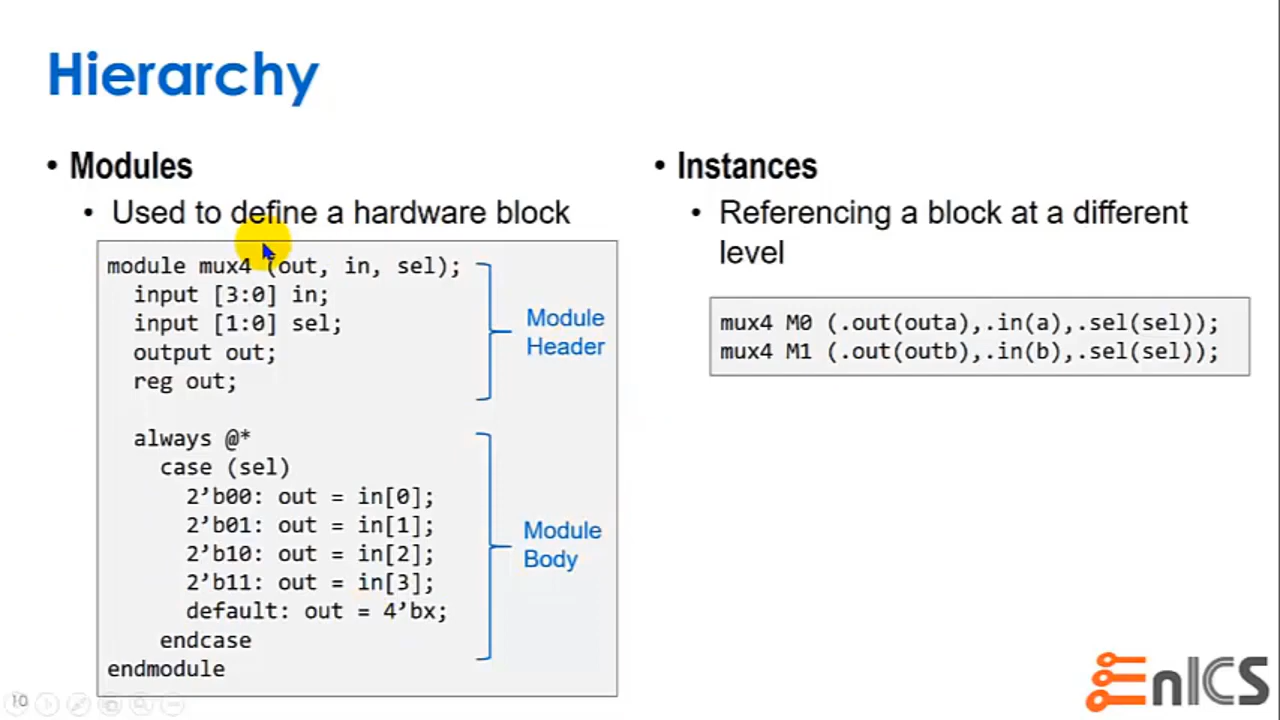 Hierarchy
• Modules
• Used to define a hardware block
module mux4 (out, in, sel);
input [3:0] in;
input [1:0] sel;
output out;
reg out;
Module
Header
always @*
case (sel)
2’b00: out = in[0];
2’b01: out = in[1];
2’b10: out = in[2];
2’b11: out = in[3];
default: out = 4’bx;
endcase
endmodule
Module
Body
• Instances
• Referencing a block at a different
level
mux4 M0 (.out(outa),.in(a),.sel(sel));
mux4 M1 (.out(outb),.in(b),.sel(sel));
10
EnICS